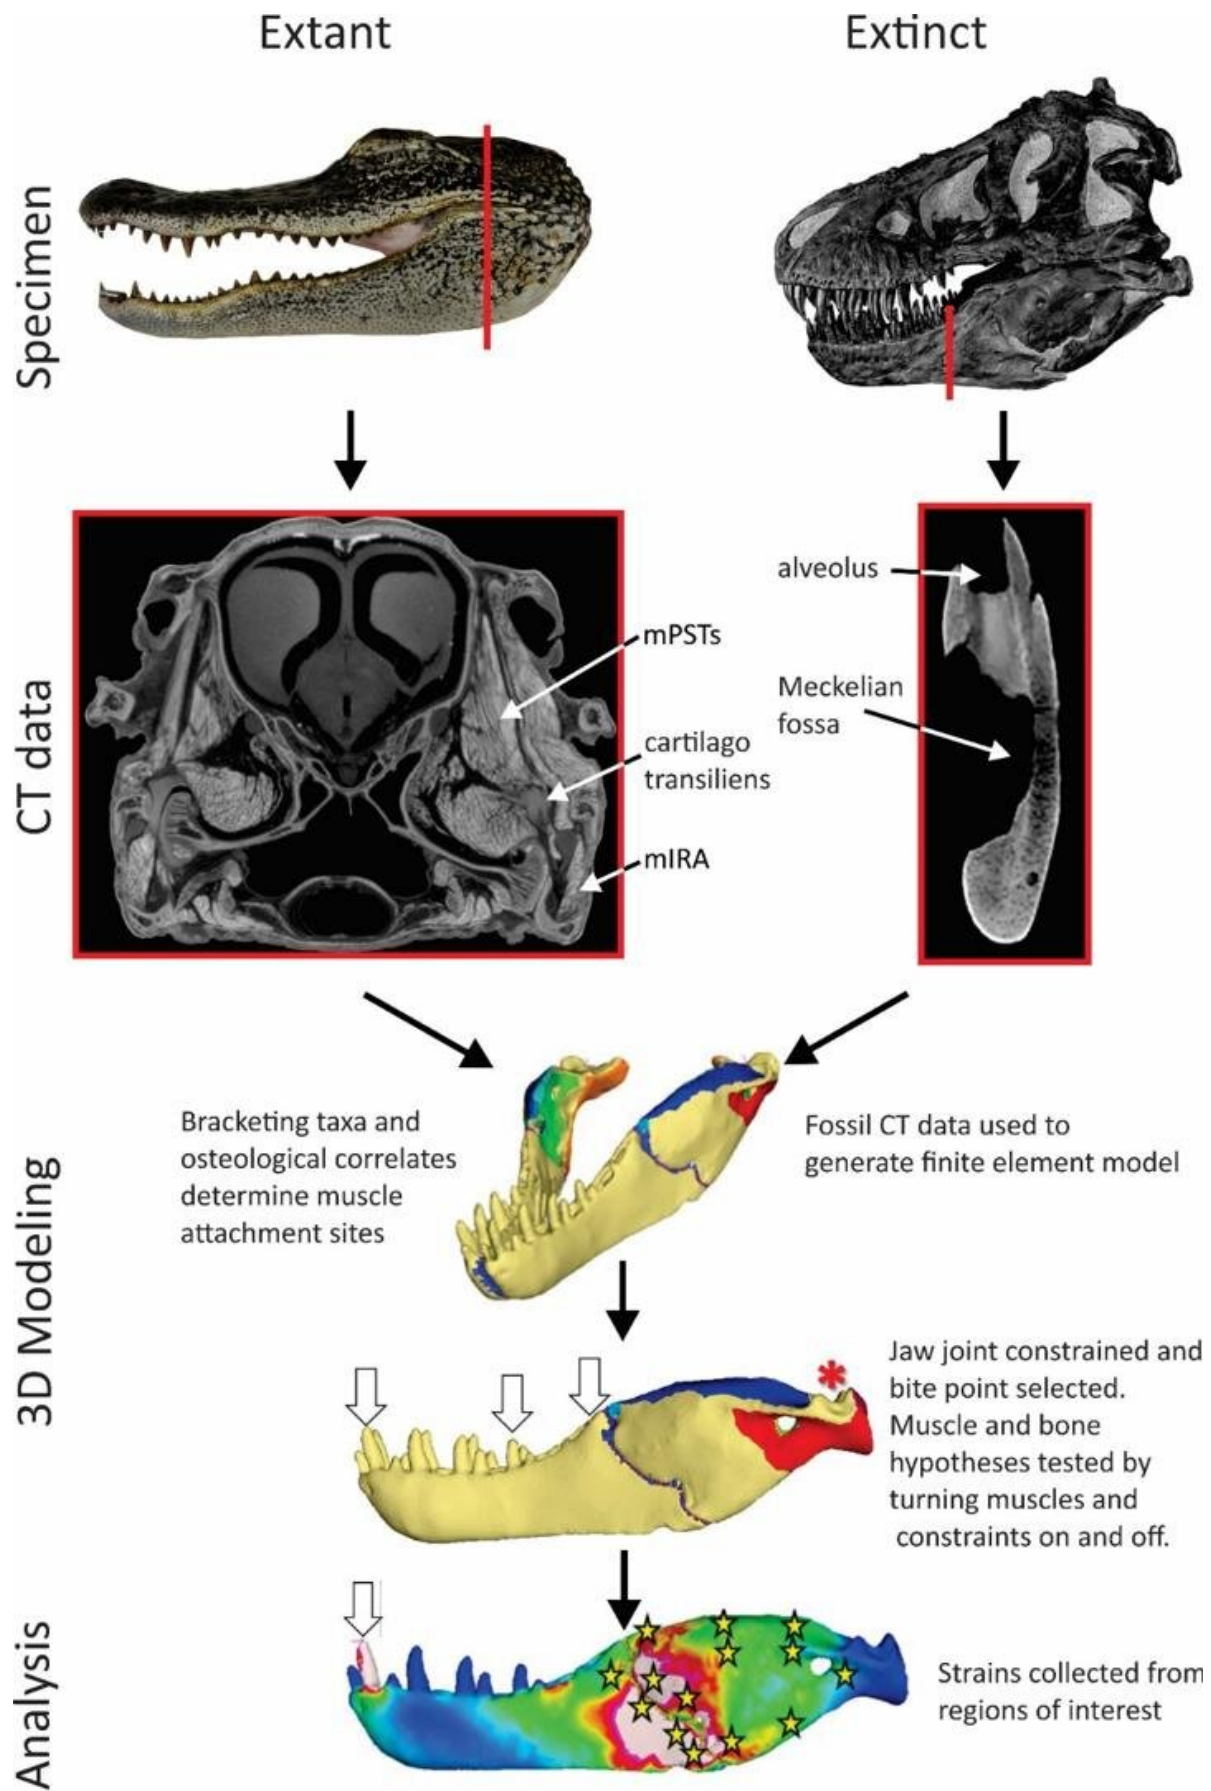 Extant
Extinct
Specimen
CT data
mPSTs
cartilago
transiliens
mIRA
alveolus
Meckelian
fossa
3D Modeling
Bracketing taxa and
osteological correlates
determine muscle
attachment sites
Fossil CT data used to
generate finite element model
Jaw joint constrained and
bite point selected.
Muscle and bone
hypotheses tested by
turning muscles and
constraints on and off.
*
Analysis
Strains collected from
regions of interest